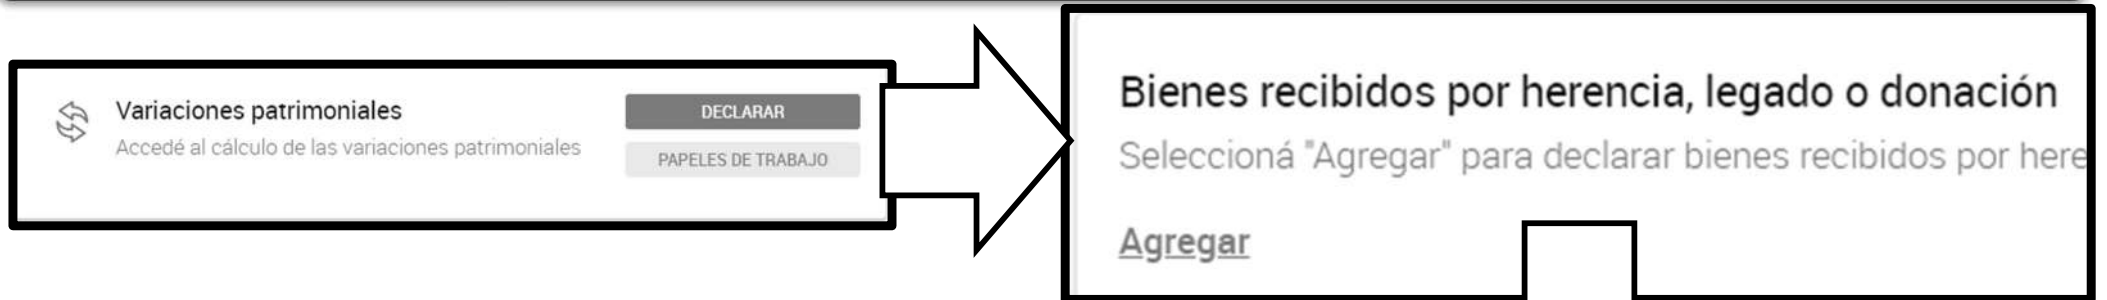 Variaciones patrimoniales
Accedé al cálculo de las variaciones patrimoniales
DECLARAR
PAPELES DE TRABAJO
Bienes recibidos por herencia, legado o donación
Seleccioná "Agregar" para declarar bienes recibidos por here
Agregar